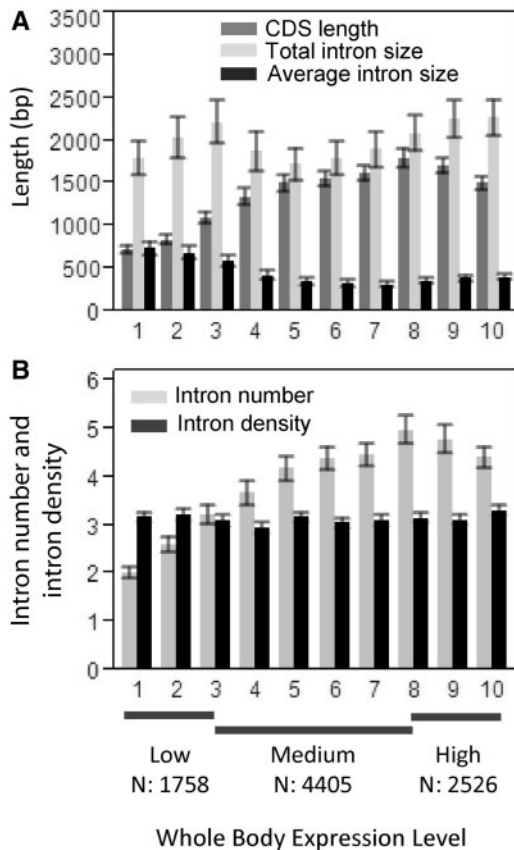 A
3500
3000
2500
2000
1500
1000
500
0
Length (bp)
CDS length
Total intron size
Average intron size
1 2 3 4 5 6 7 8 9 10
B
6
5
4
3
2
1
0
Intron number and
intron density
Intron number
Intron density
1 2 3 4 5 6 7 8 9 10
Low Medium High
N: 1758 N: 4405 N: 2526
Whole Body Expression Level